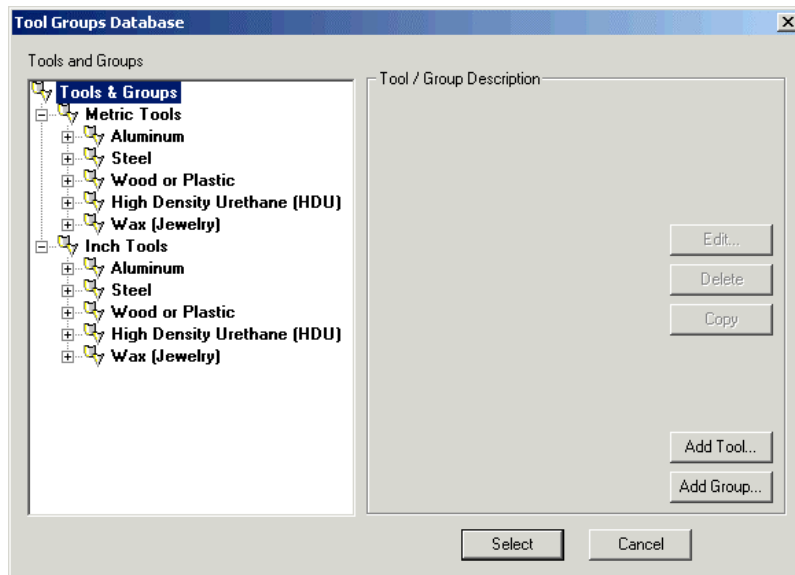 Tool Groups Database
Tools and Groups
Tools & Groups
Metric Tools
Aluminum
Steel
Wood or Plastic
High Density Urethane (HDU)
Wax (Jewelry)
Inch Tools
Aluminum
Steel
Wood or Plastic
High Density Urethane (HDU)
Wax (Jewelry)
Tool / Group Description
Edit...
Delete
Copy
Add Tool...
Add Group...
Select
Cancel